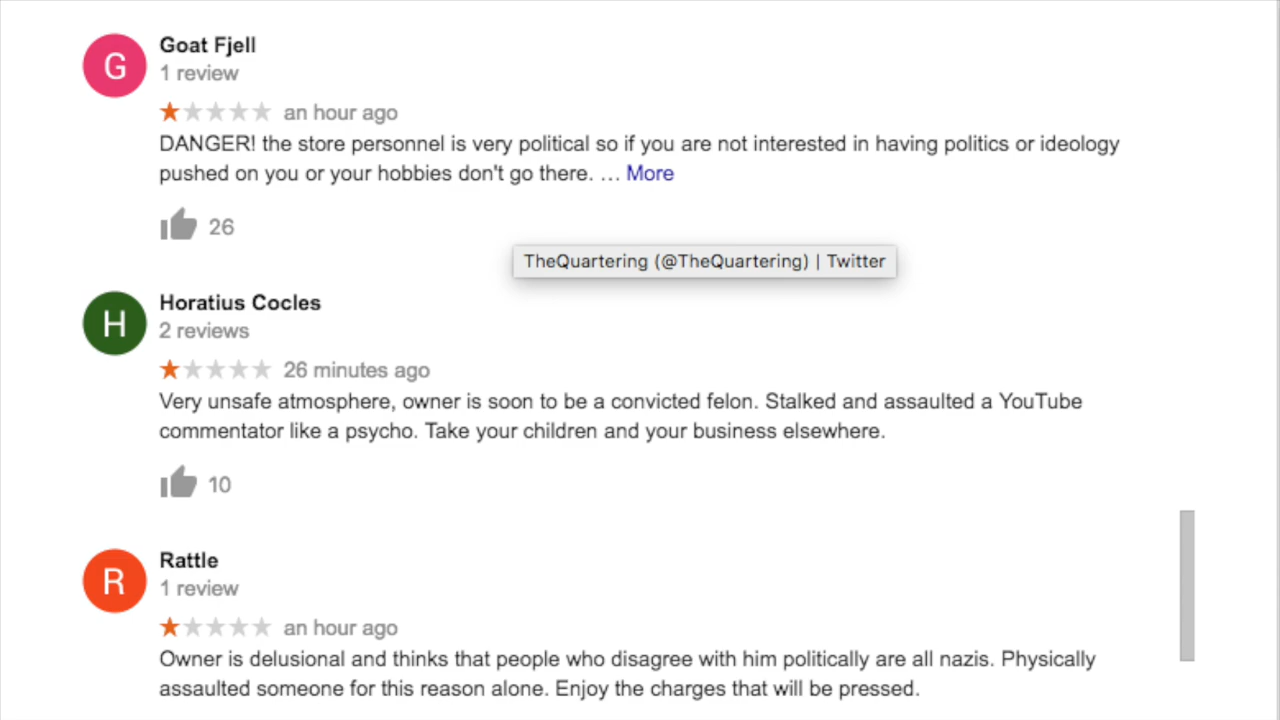 G
Goat Fjell
1 review
an hour ago
DANGER! the store personnel is very political so if you are not interested in having politics or ideology
pushed on you or your hobbies don't go there. … More
26
TheQuartering (@TheQuartering) | Twitter
H
Horatius Cocles
2 reviews
26 minutes ago
Very unsafe atmosphere, owner is soon to be a convicted felon. Stalked and assaulted a YouTube
commentator like a psycho. Take your children and your business elsewhere.
10
R
Rattle
1 review
an hour ago
Owner is delusional and thinks that people who disagree with him politically are all nazis. Physically
assaulted someone for this reason alone. Enjoy the charges that will be pressed.